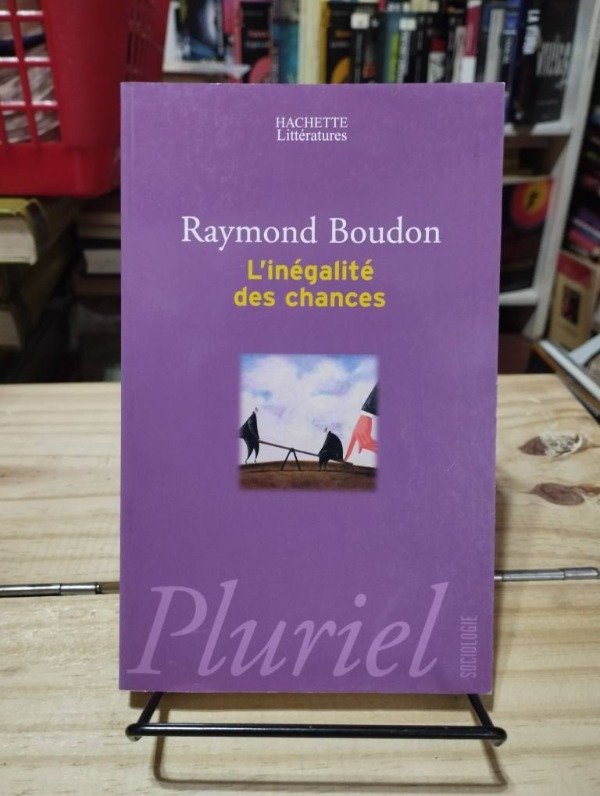 HACHETTE
Littératures
Raymond Boudon
L'inégalité
des chances
Pluriel
SOCIOLOGIE